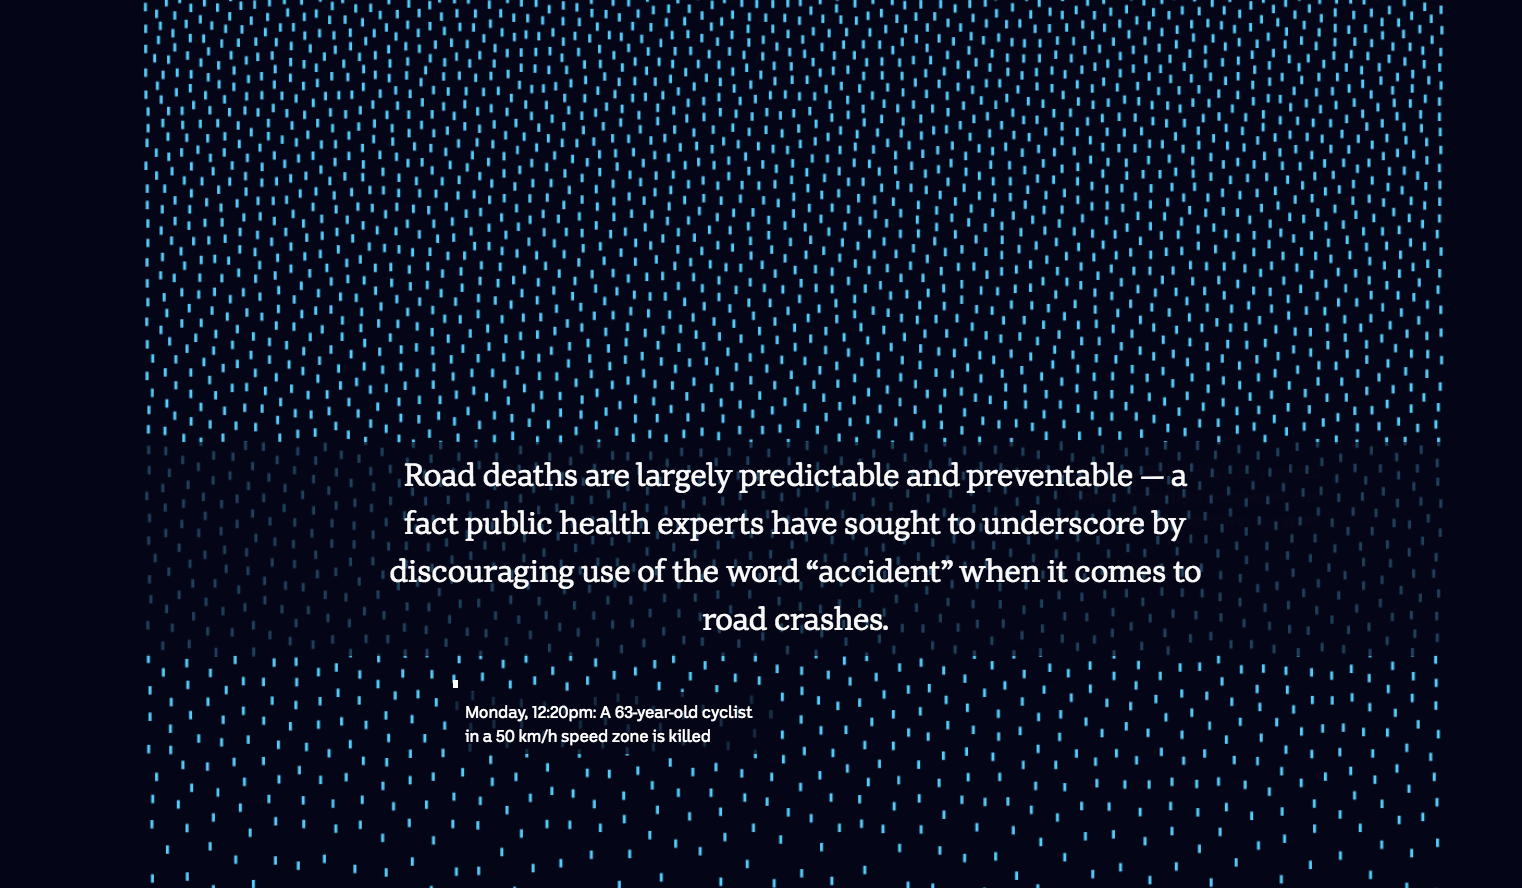 Road deaths are largely predictable and preventable — a
fact public health experts have sought to underscore by
discouraging use of the word “accident” when it comes to
road crashes.
Monday, 12:20pm: A 63-year-old cyclist
in a 50 km/h speed zone is killed